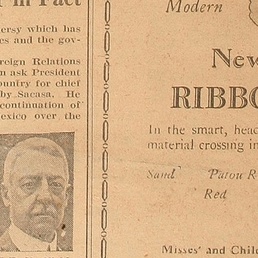 r in Fact
ersy which has
es and the gov-
oreign Relations
n ask President
ountry for chief
by Sacasa. He
continuation of
exico over the
Modern
New
RIBBO
In the smart, head
material crossing in
Sand Patou R
Red
Misses' and Chil